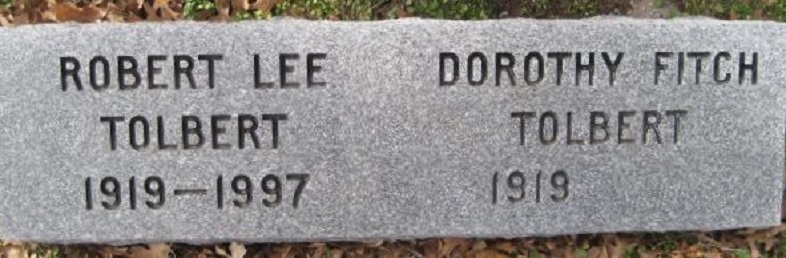 ROBERT LEE
TOLBERT
1919-1997
DOROTHY FITCH
TOLBERT
1919